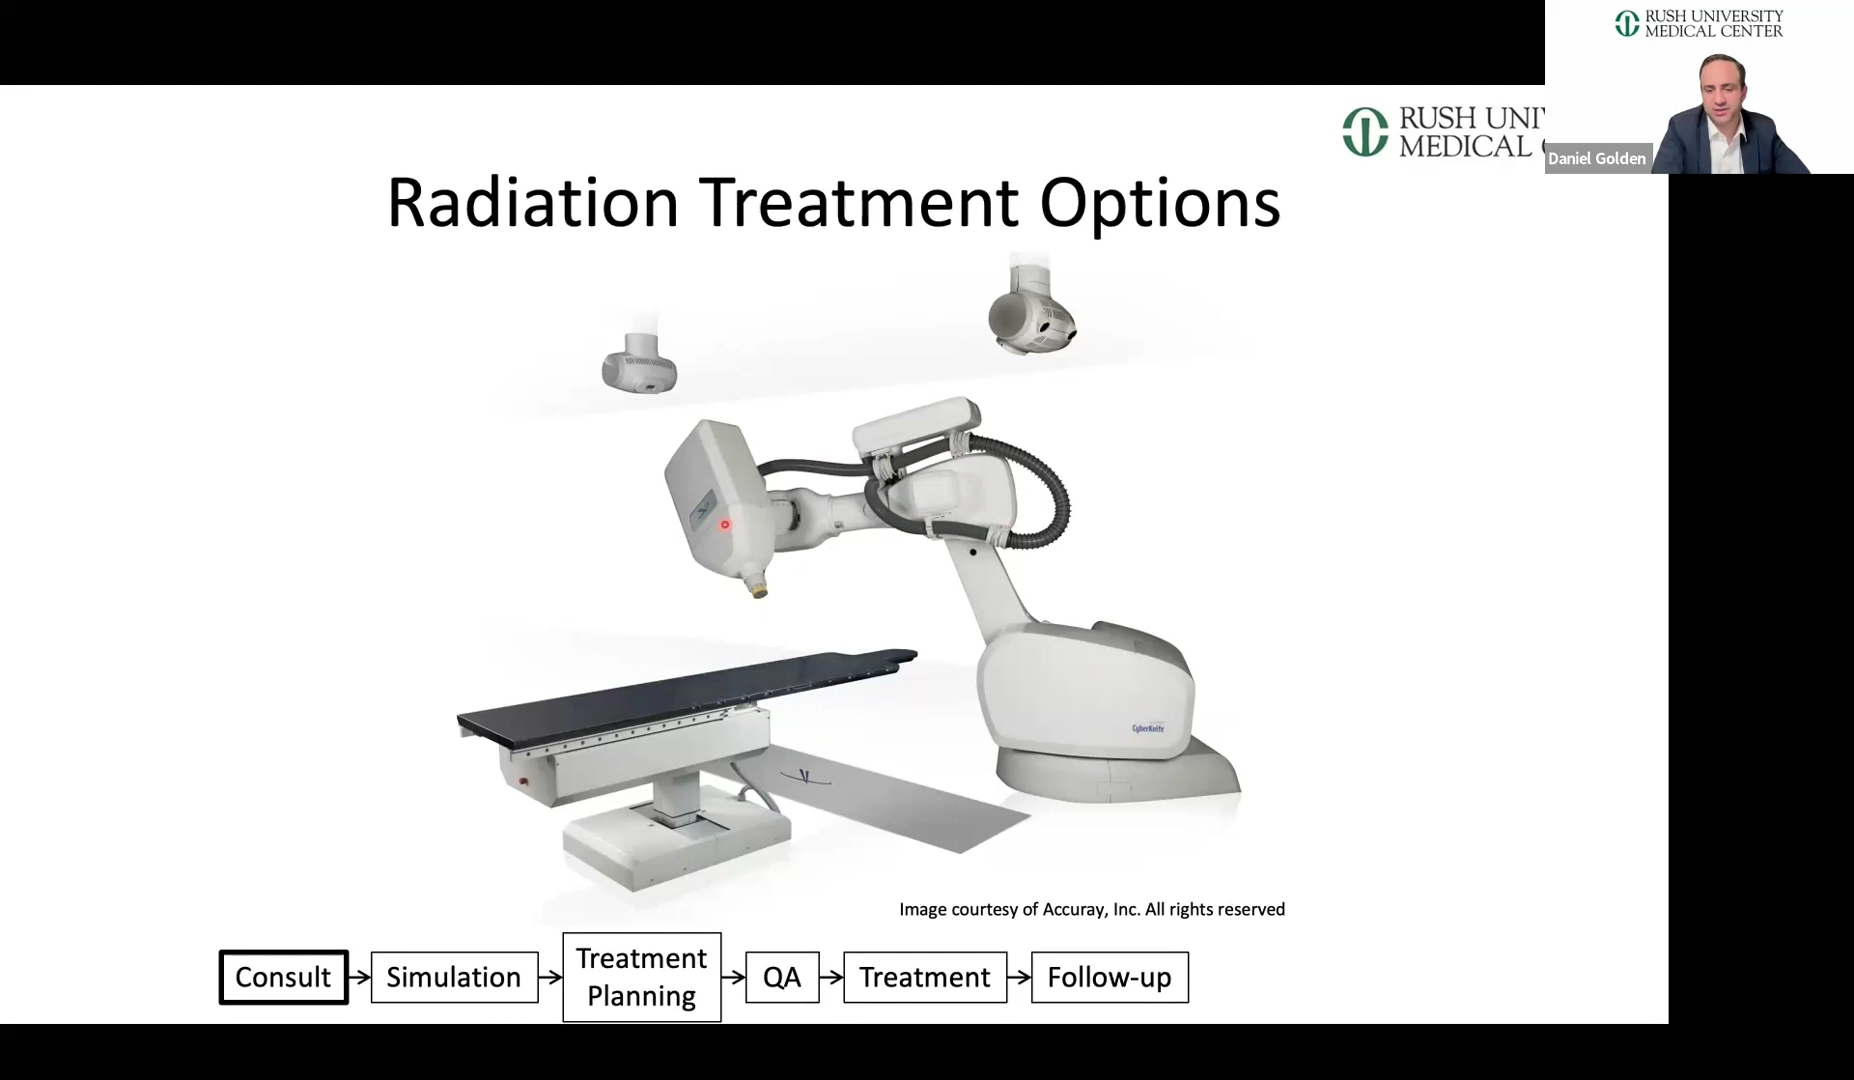 RUSH UNIVERSITY
MEDICAL CENTER
RUSH UNI
MEDICAL
Daniel Golden
Radiation Treatment Options
CyberKnife
Image courtesy of Accuray, Inc. All rights reserved
Consult
Simulation
Treatment
Planning
QA
Treatment
Follow-up